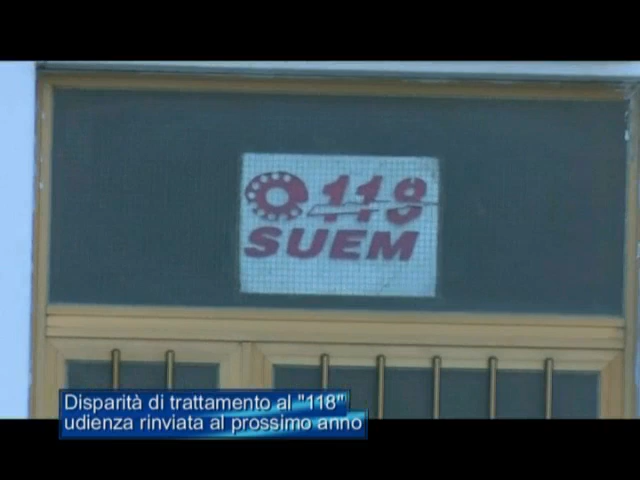 118
SUEM
Disparità di trattamento al "118"
udienza rinviata al prossimo anno